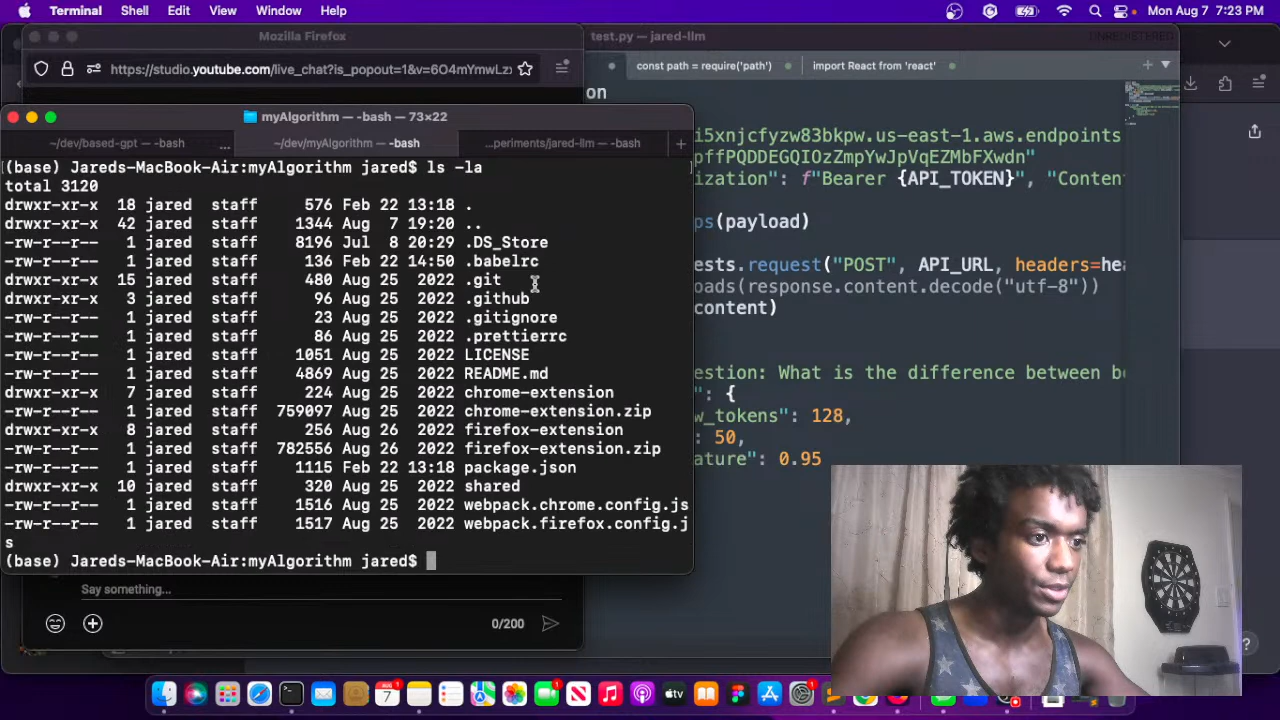 Terminal Shell Edit View Window Help Mon Aug 7 7:23 PM
Mozilla Firefox
test.py — jared-llm
UNREGISTERED
https://studio.youtube.com/live_chat?is_popout=1&v=6O4mYmwLz
const path = require('path') import React from 'react'
on
myAlgorithm — -bash — 73×22
~/dev/based-gpt — -bash ... ~/dev/myAlgorithm — -bash ...periments/jared-llm — -bash +
(base) Jareds-MacBook-Air:myAlgorithm jared$ ls -la
total 3120
drwxr-xr-x 18 jared staff 576 Feb 22 13:18 .
drwxr-xr-x 42 jared staff 1344 Aug 7 19:20 ..
-rw-r--r-- 1 jared staff 8196 Jul 8 20:29 .DS_Store
-rw-r--r-- 1 jared staff 136 Feb 22 14:50 .babelrc
drwxr-xr-x 15 jared staff 480 Aug 25 2022 .git
drwxr-xr-x 3 jared staff 96 Aug 25 2022 .github
-rw-r--r-- 1 jared staff 23 Aug 25 2022 .gitignore
-rw-r--r-- 1 jared staff 86 Aug 25 2022 .prettierrc
-rw-r--r-- 1 jared staff 1051 Aug 25 2022 LICENSE
-rw-r--r-- 1 jared staff 4869 Aug 25 2022 README.md
drwxr-xr-x 7 jared staff 224 Aug 25 2022 chrome-extension
-rw-r--r-- 1 jared staff 759097 Aug 25 2022 chrome-extension.zip
drwxr-xr-x 8 jared staff 256 Aug 26 2022 firefox-extension
-rw-r--r-- 1 jared staff 782556 Aug 26 2022 firefox-extension.zip
-rw-r--r-- 1 jared staff 1115 Feb 22 13:18 package.json
drwxr-xr-x 10 jared staff 320 Aug 25 2022 shared
-rw-r--r-- 1 jared staff 1516 Aug 25 2022 webpack.chrome.config.js
-rw-r--r-- 1 jared staff 1517 Aug 25 2022 webpack.firefox.config.j
s
(base) Jareds-MacBook-Air:myAlgorithm jared$
i5xnjcfyzw83bkpw.us-east-1.aws.endpoints
pffPQDDEGQIOzZmpYwJpVqEZMbFXwdn"
ization": f"Bearer {API_TOKEN}", "Conten
ps(payload)
ests.request("POST", API_URL, headers=hea
oads(response.content.decode("utf-8"))
content)
estion: What is the difference between be
": {
w_tokens": 128,
: 50,
ature": 0.95
Say something...
0/200